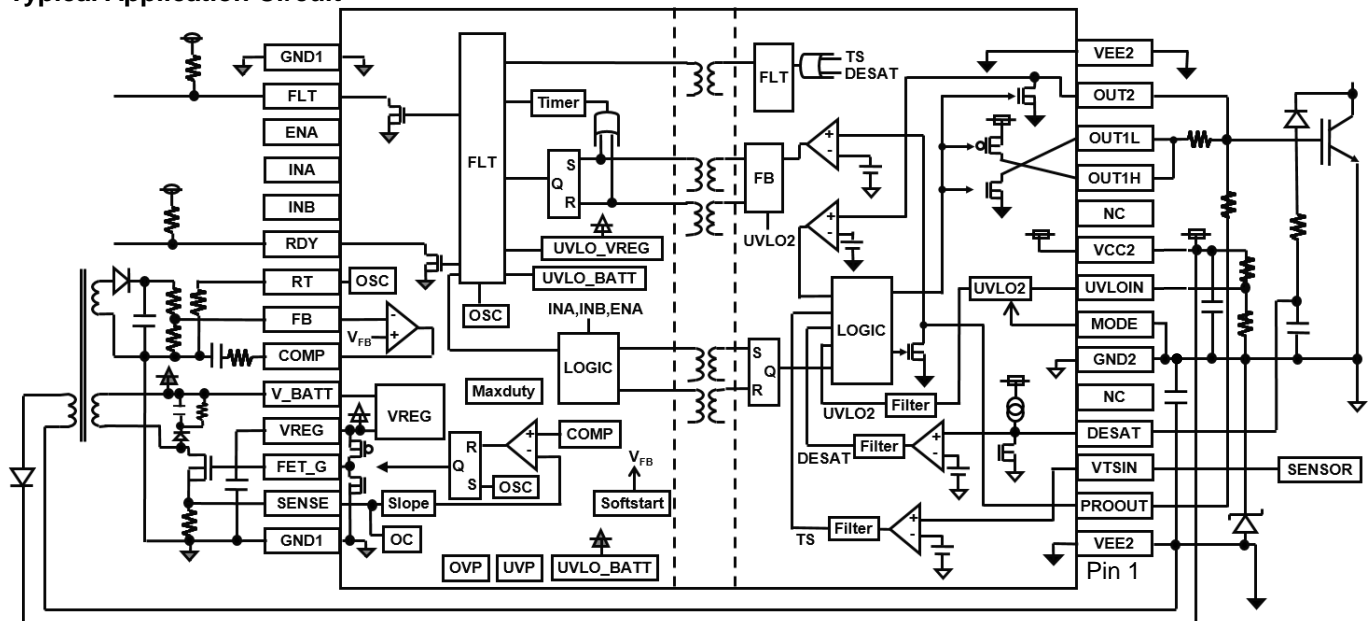 Typical Application Circuit
GND1
FLT
ENA
INA
INB
RDY
RT
FB
COMP
V_BATT
VREG
FET_G
SENSE
GND1
FLT
Timer
S
Q
R
UVLO_VREG
UVLO_BATT
OSC
OSC
VFB
-
+
INA,INB,ENA
LOGIC
Maxduty
VREG
R
Q
S
+
-
COMP
OSC
VFB
Softstart
Slope
OC
OVP
UVP
UVLO_BATT
FLT
TS
DESAT
FB
UVLO2
+
-
+
-
LOGIC
UVLO2
S
Q
R
UVLO2
Filter
DESAT
Filter
+
-
TS
Filter
+
-
VEE2
OUT2
OUT1L
OUT1H
NC
VCC2
UVLOIN
MODE
GND2
NC
DESAT
VTSIN
PROOUT
VEE2
Pin 1
SENSOR